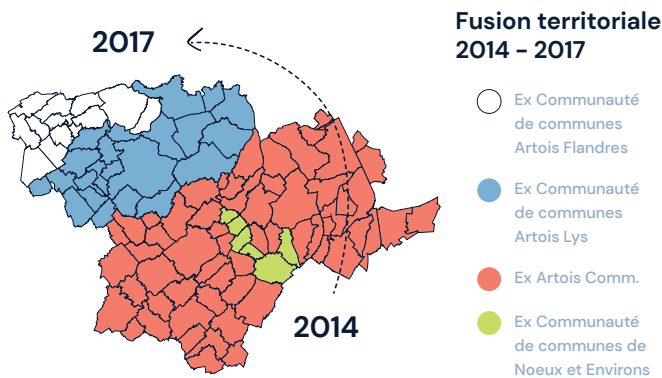 Fusion territoriale
2014 – 2017
2017
Ex Communauté
de communes
Artois Flandres
Ex Communauté
de communes
Artois Lys
Ex Artois Comm.
2014
Ex Communauté
de communes de
Noeux et Environs